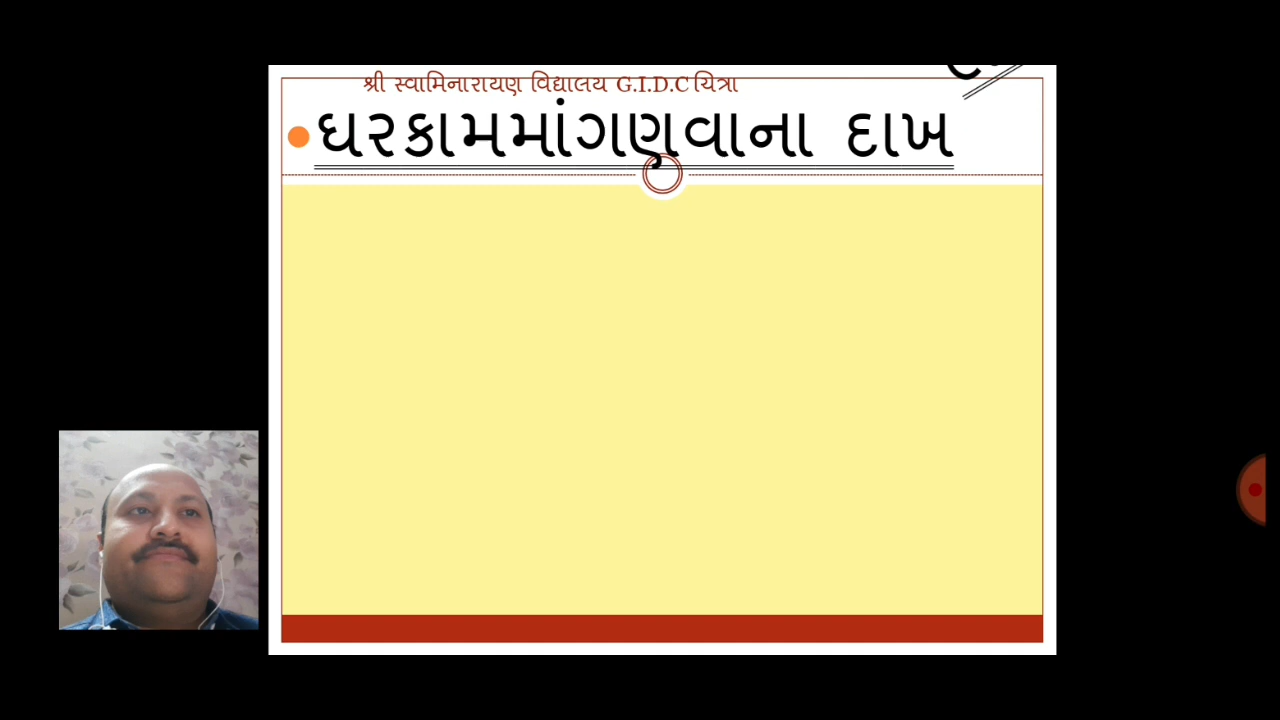 શ્રી સ્વામિનારાયણ વિદ્યાલય G.I.D.C ચિત્રા
ઘરકામમાંગણવાના દાખ